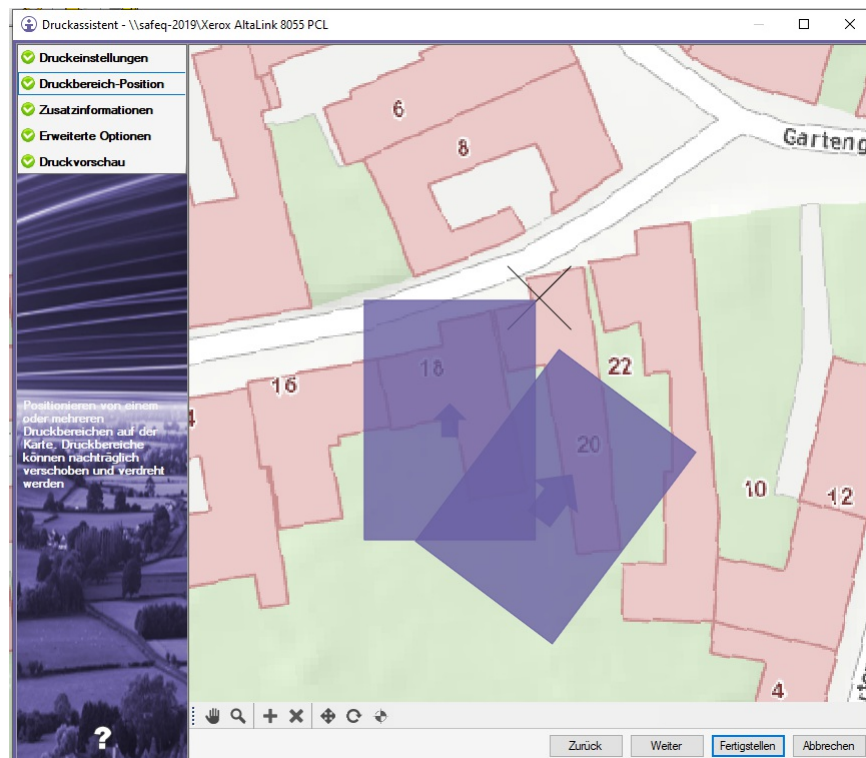 Druckassistent - \\safeq-2019\Xerox AltaLink 8055 PCL
Druckeinstellungen
Druckbereich-Position
Zusatzinformationen
Erweiterte Optionen
Druckvorschau
Positionieren von einem
oder mehreren
Druckbereichen auf der
Karte, Druckbereiche
können nachträglich
verschoben und verdreht
werden
?
6
8
Garteng
18
16
22
4
20
10
12
4
Zurück
Weiter
Fertigstellen
Abbrechen